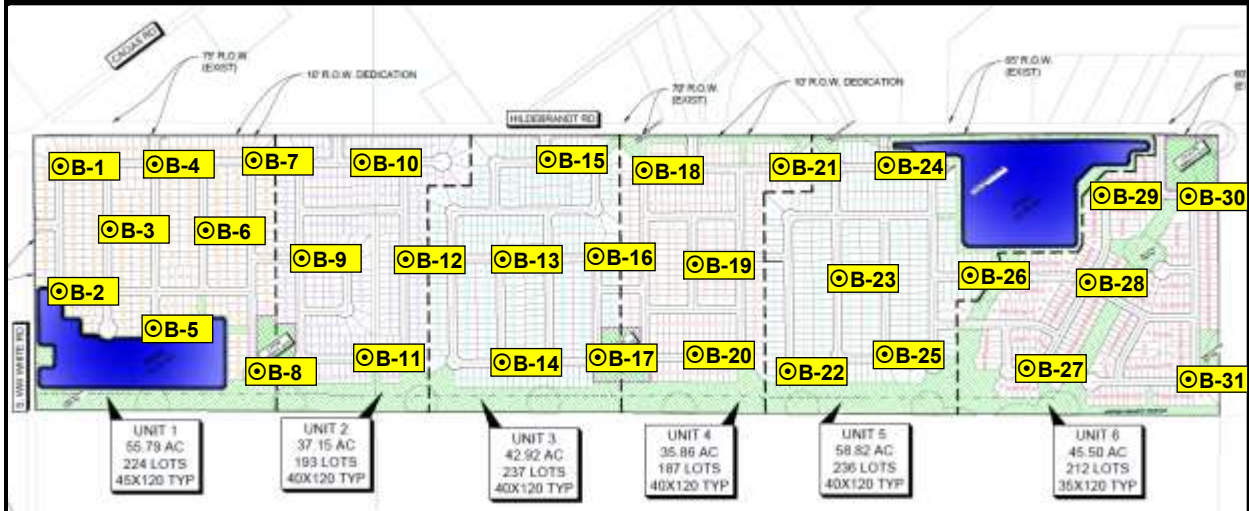 CADAS RD
75' R.O.W.
(EXIST)
10' R.O.W. DEDICATION
70' R.O.W.
(EXIST)
10' R.O.W. DEDICATION
65' R.O.W.
(EXIST)
60'
HILDEBRANDT RD
B-1
B-4
B-7
B-10
B-15
B-18
B-21
B-24
B-29
B-30
B-3
B-6
B-9
B-12
B-13
B-16
B-19
B-23
B-26
B-28
B-2
B-5
B-8
B-11
B-14
B-17
B-20
B-22
B-25
B-27
B-31
S. WW WHITE RD
UNIT 1
55.79 AC
224 LOTS
45X120 TYP
UNIT 2
37.15 AC
193 LOTS
40X120 TYP
UNIT 3
42.92 AC
237 LOTS
40X120 TYP
UNIT 4
35.86 AC
187 LOTS
40X120 TYP
UNIT 5
58.82 AC
236 LOTS
40X120 TYP
UNIT 6
45.50 AC
212 LOTS
35X120 TYP